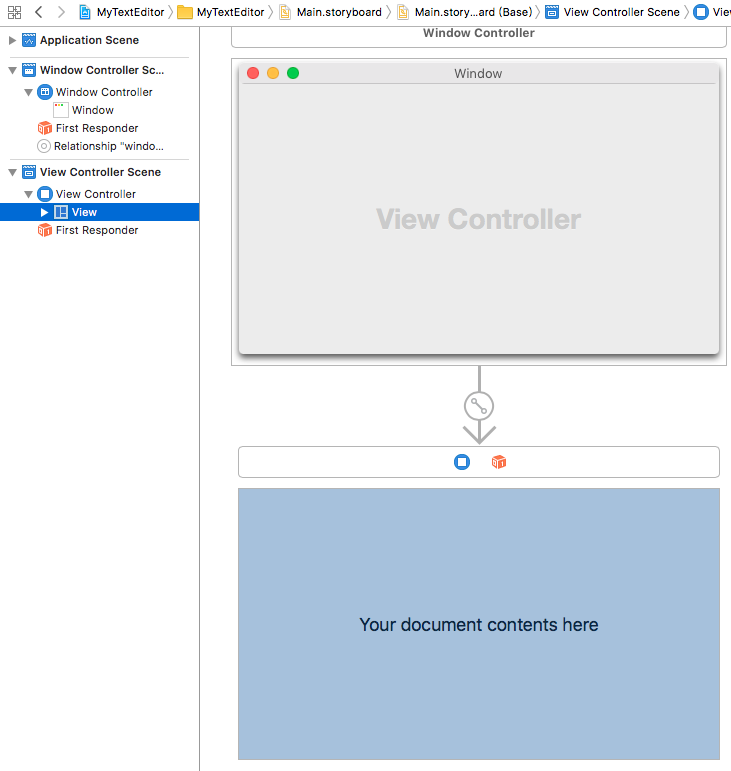 MyTextEditor MyTextEditor Main.storyboard Main.story...ard (Base) View Controller Scene Vie
Application Scene
Window Controller Sc...
Window Controller
Window
First Responder
Relationship "windo...
View Controller Scene
View Controller
View
First Responder
Window Controller
Window
View Controller
Your document contents here